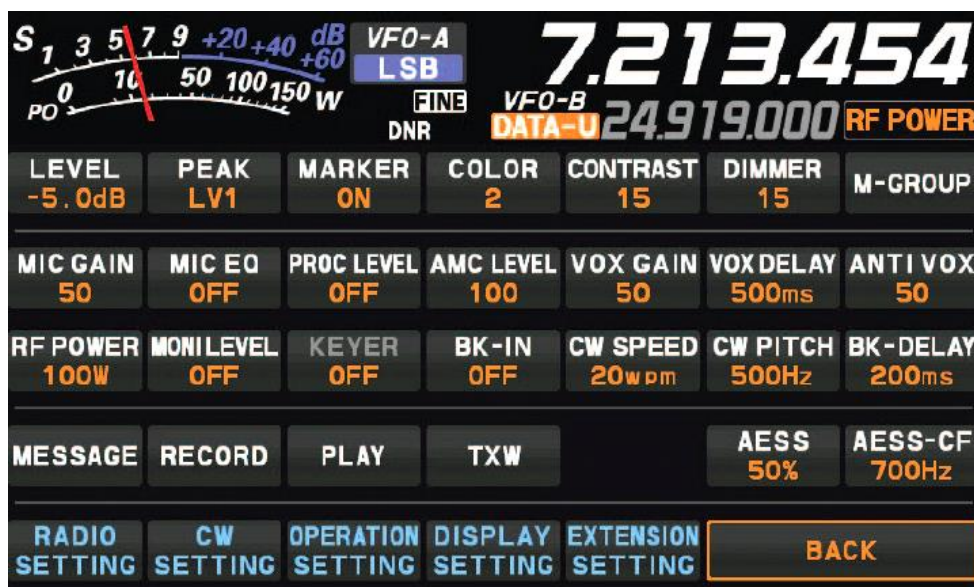 S 1 3 5 7 9 +20 +40 +60 dB
PO 0 10 50 100 150 W
VFO-A
LSB
7.213.454
FINE
DNR
VFO-B
DATA-U
24.919.000
RF POWER
LEVEL PEAK MARKER COLOR CONTRAST DIMMER M-GROUP
-5.0dB LV1 ON 2 15 15
MIC GAIN MIC EQ PROC LEVEL AMC LEVEL VOX GAIN VOX DELAY ANTI VOX
50 OFF OFF 100 50 500ms 50
RF POWER MONI LEVEL KEYER BK-IN CW SPEED CW PITCH BK-DELAY
100W OFF OFF OFF 20wpm 500Hz 200ms
MESSAGE RECORD PLAY TXW AESS AESS-CF
50% 700Hz
RADIO CW OPERATION DISPLAY EXTENSION
SETTING SETTING SETTING SETTING SETTING
BACK